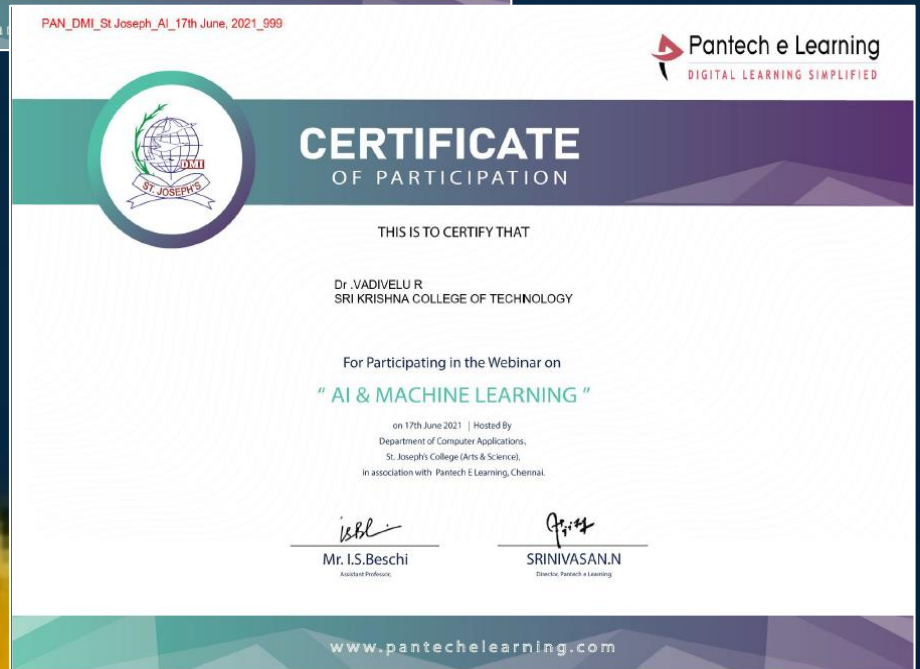 PAN_DMI_St Joseph_AI_17th June, 2021_999
Pantech e Learning
DIGITAL LEARNING SIMPLIFIED
DMI
ST. JOSEPH'S
CERTIFICATE
OF PARTICIPATION
THIS IS TO CERTIFY THAT
Dr .VADIVELU R
SRI KRISHNA COLLEGE OF TECHNOLOGY
For Participating in the Webinar on
“ AI & MACHINE LEARNING ”
on 17th June 2021 | Hosted By
Department of Computer Applications,
St. Joseph's College (Arts & Science),
in association with Pantech E Learning, Chennai.
Mr. I.S.Beschi
SRINIVASAN.N
Assistant Professor,
Director, Pantech e Learning
www.pantechelearning.com